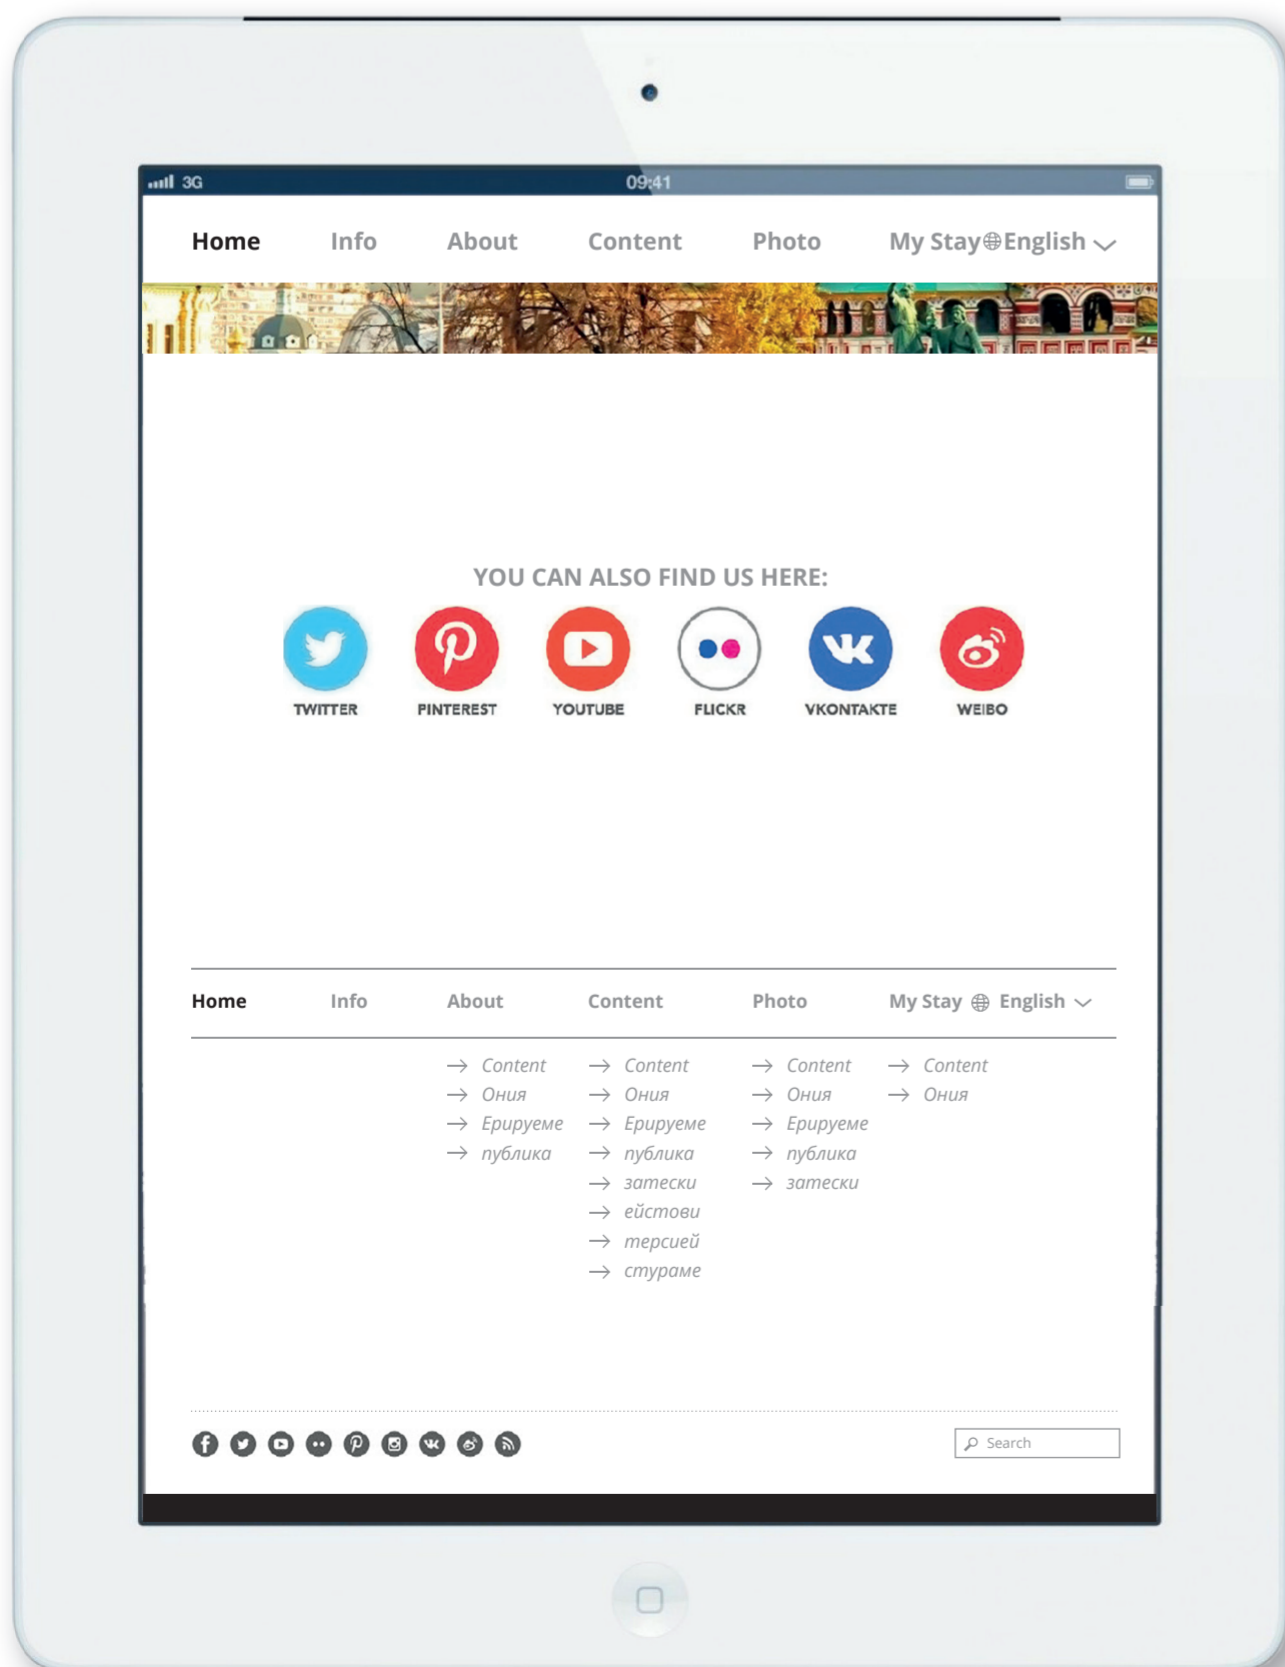 3G 09:41
Home Info About Content Photo My Stay English
YOU CAN ALSO FIND US HERE:
TWITTER PINTEREST YOUTUBE FLICKR VKONTAKTE WEIBO
Home Info About Content Photo My Stay English
→ Content → Content → Content → Content
→ Ония → Ония → Ония → Ония
→ Ерируеме → Ерируеме → Ерируеме
→ публика → публика → публика
→ затески → затески
→ ейстови
→ терсией
→ стураме
Search